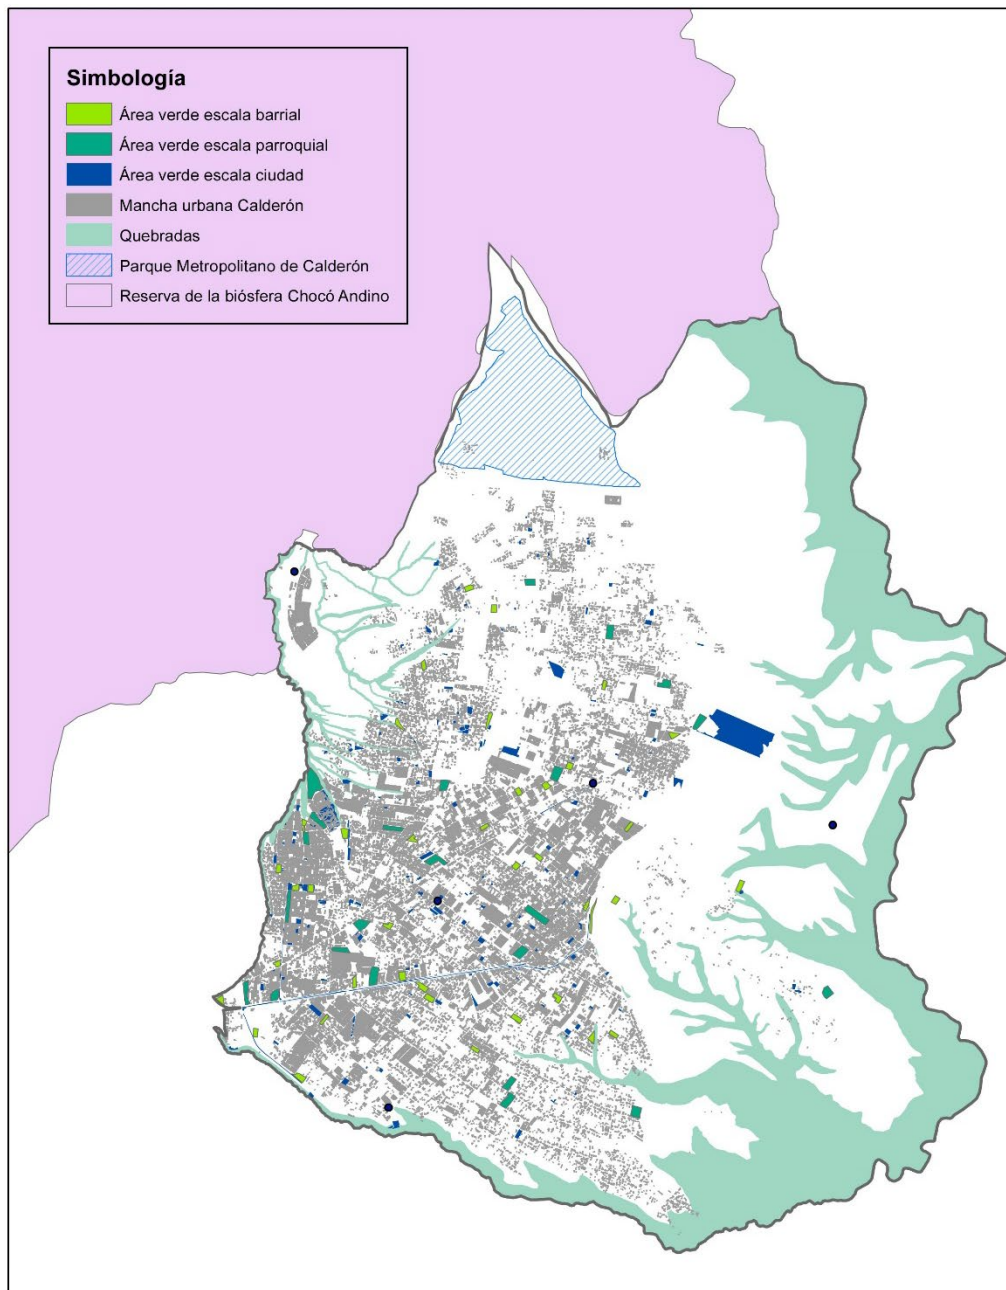 Simbología
Área verde escala barrial
Área verde escala parroquial
Área verde escala ciudad
Mancha urbana Calderón
Quebradas
Parque Metropolitano de Calderón
Reserva de la biósfera Chocó Andino